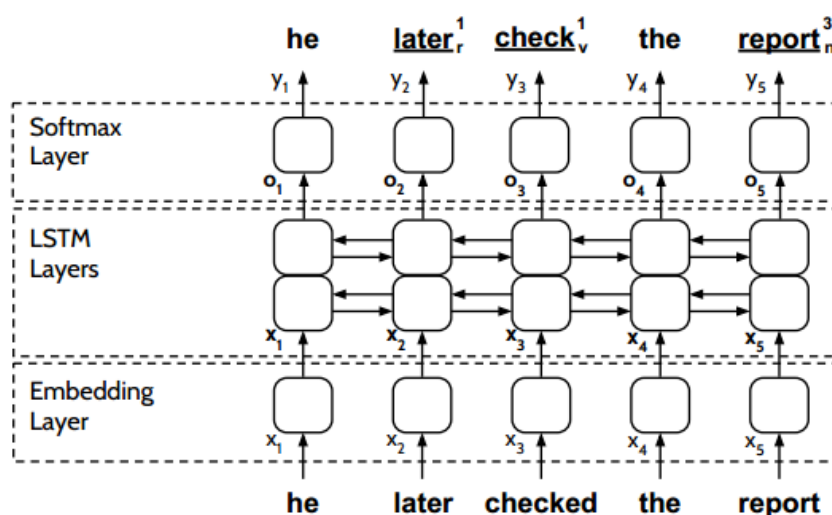 he later¹ᵣ check¹ᵥ the report³ₙ
y₁ y₂ y₃ y₄ y₅
Softmax
Layer
o₁ o₂ o₃ o₄ o₅
LSTM
Layers
x₁ x₂ x₃ x₄ x₅
Embedding
Layer
x₁ x₂ x₃ x₄ x₅
he later checked the report